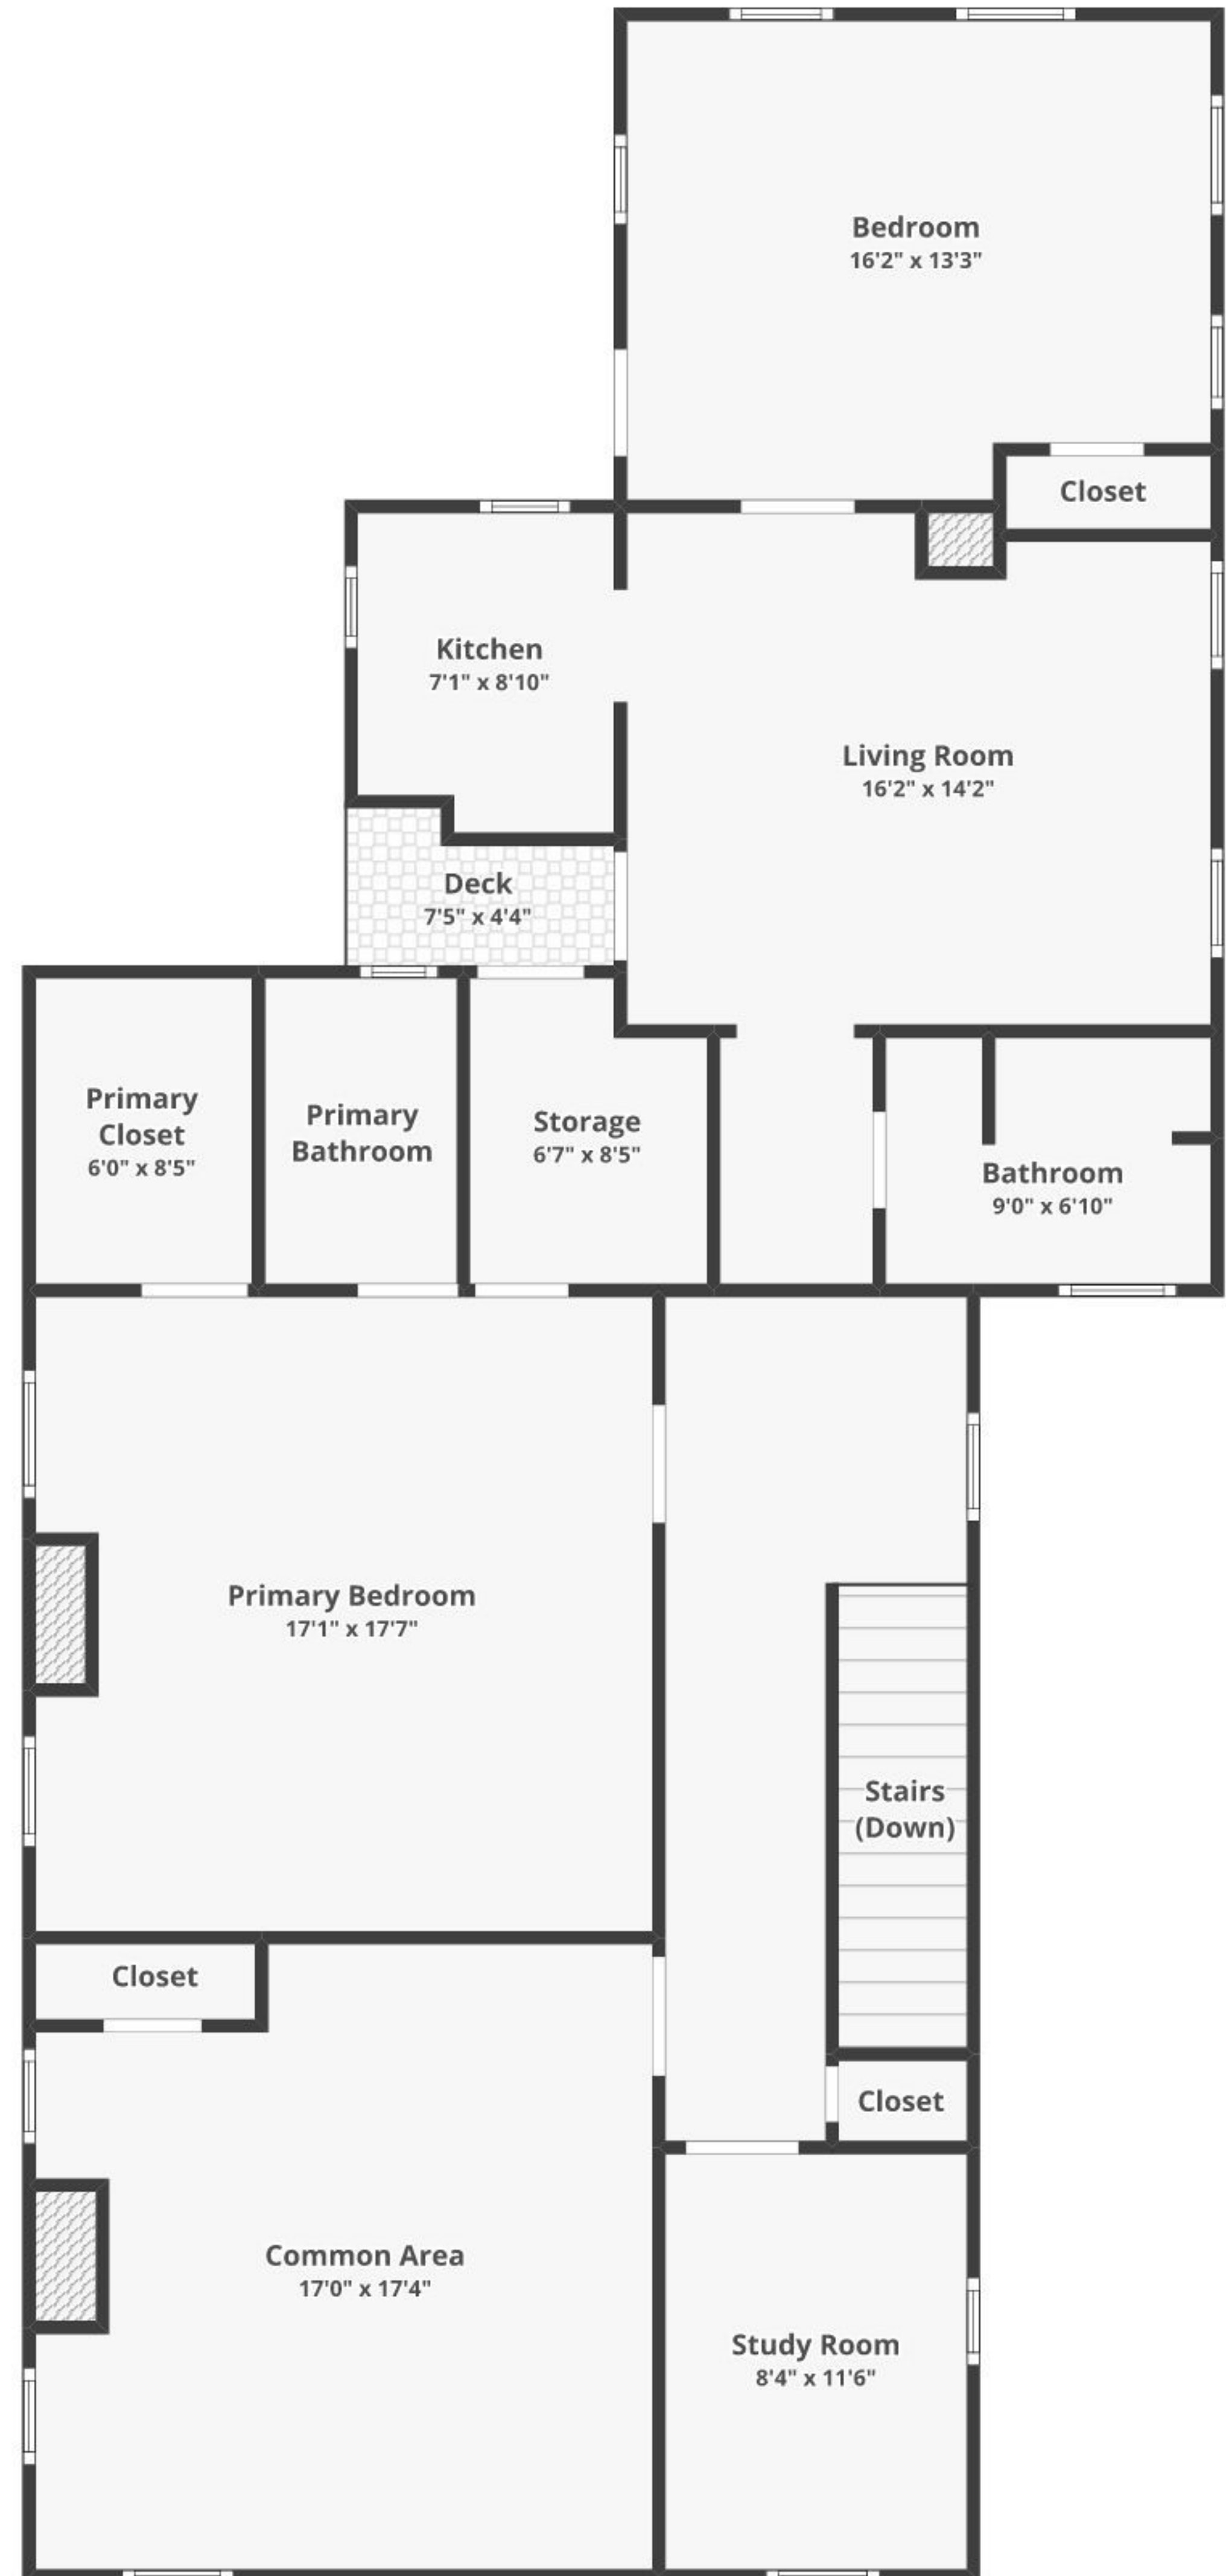 Bedroom
16'2" x 13'3"
Closet
Kitchen
7'1" x 8'10"
Living Room
16'2" x 14'2"
Deck
7'5" x 4'4"
Primary
Closet
6'0" x 8'5"
Primary
Bathroom
Storage
6'7" x 8'5"
Bathroom
9'0" x 6'10"
Primary Bedroom
17'1" x 17'7"
Stairs
(Down)
Closet
Closet
Common Area
17'0" x 17'4"
Study Room
8'4" x 11'6"